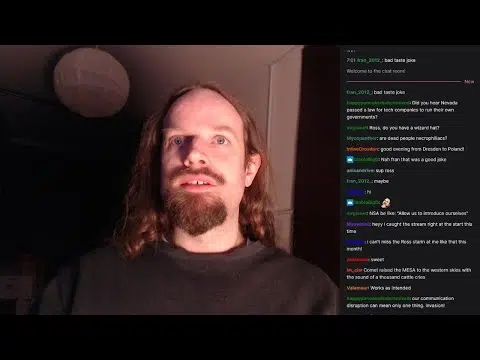 7:01 fran_2012_: bad taste joke
Welcome to the chat room!
New
fran_2012_: bad taste joke
Did you hear Nevada
passed a law for tech companies to run their own
governments?
Ross, do you have a wizard hat?
are dead people necrophiliacs?
good evening from Dresden to Poland!
Nah fran that was a good joke
sup ross
fran_2012_: maybe
: hi
NSA be like: "Allow us to introduce ourselves"
heyy i caught the stream right at the start this
time
i can't miss the Ross starin at me like that this
month!
sweet
Comet raised the MESA to the western skies with
the sound of a thousand cattle cries
Works as intended
our communication
disruption can mean only one thing. Invasion!